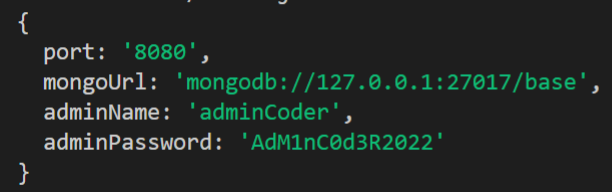 {
port: '8080',
mongoUrl: 'mongodb://127.0.0.1:27017/base',
adminName: 'adminCoder',
adminPassword: 'AdM1nC0d3R2022'
}